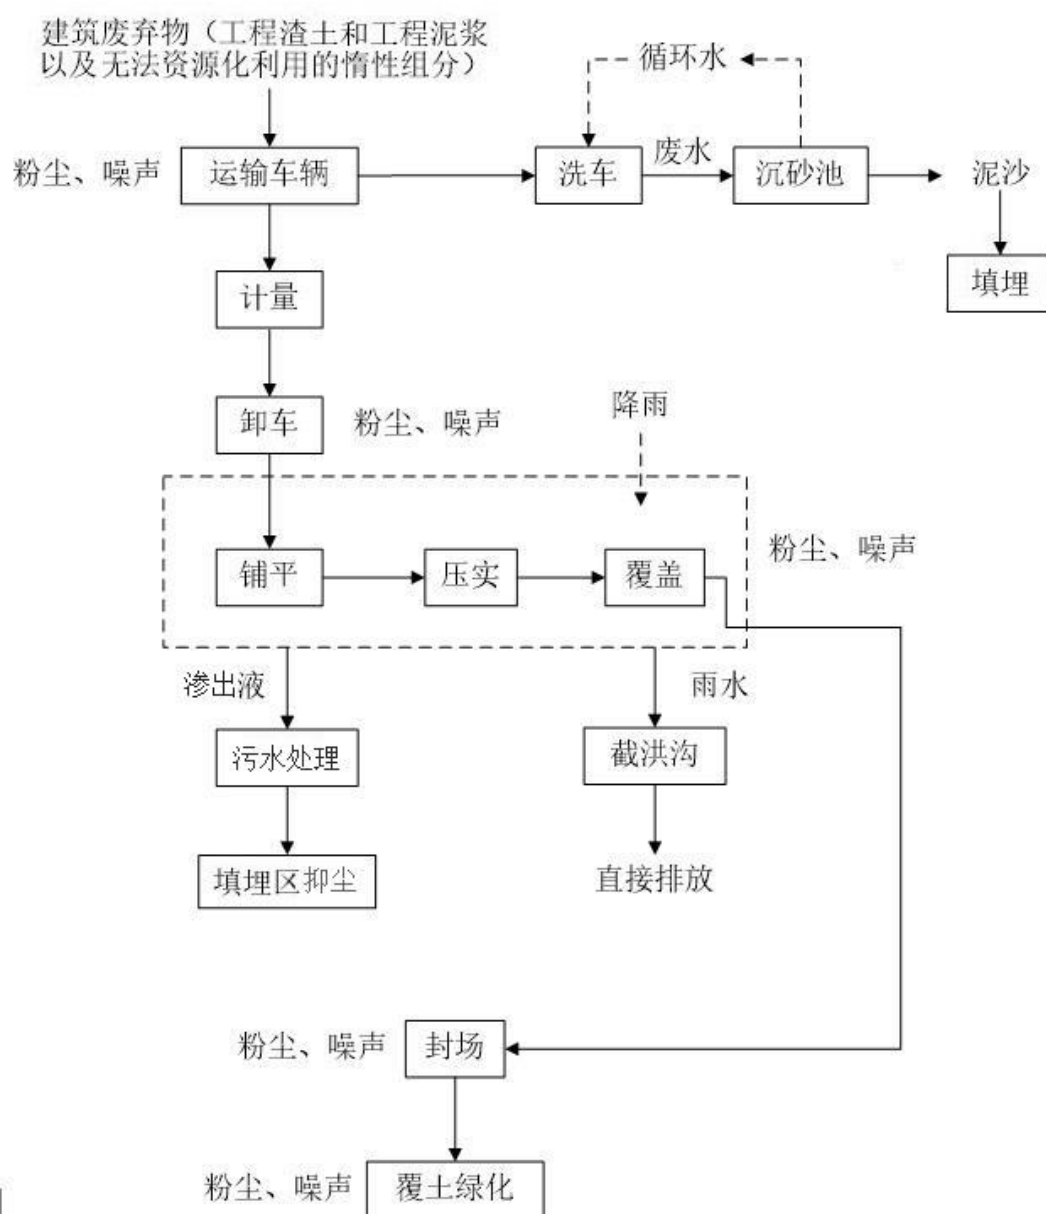 建筑废弃物（工程渣土和工程泥浆
以及无法资源化利用的惰性组分）
循环水
粉尘、噪声
运输车辆
洗车
废水
沉砂池
泥沙
填埋
计量
卸车
粉尘、噪声
降雨
粉尘、噪声
铺平
压实
覆盖
渗出液
雨水
污水处理
截洪沟
填埋区抑尘
直接排放
粉尘、噪声
封场
粉尘、噪声
覆土绿化